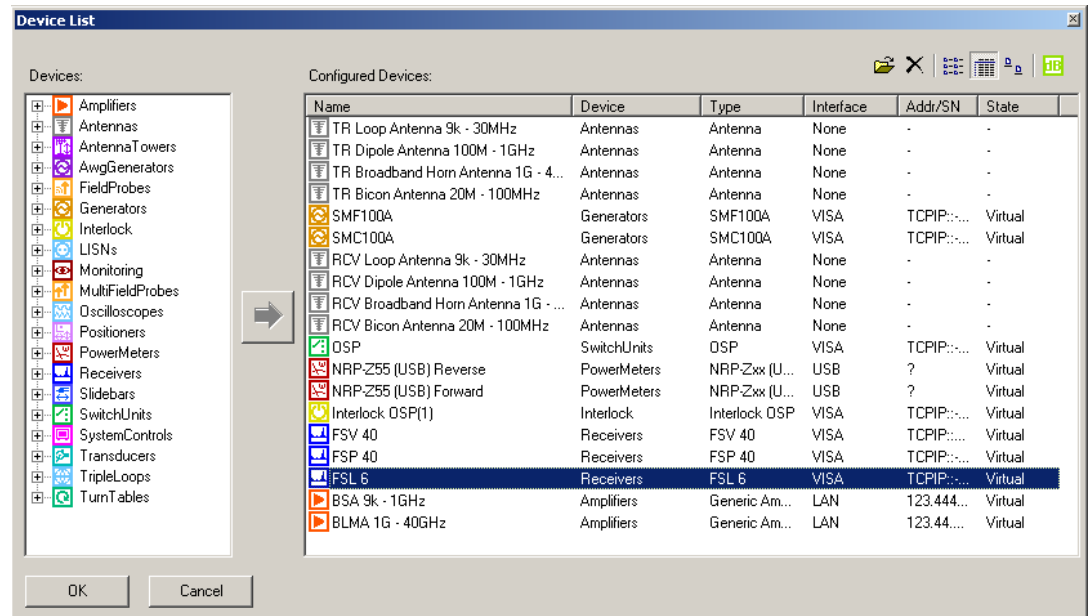 Device List
Devices:
Configured Devices:
Amplifiers
Antennas
AntennaTowers
AwgGenerators
FieldProbes
Generators
Interlock
LISNs
Monitoring
MultiFieldProbes
Oscilloscopes
Positioners
PowerMeters
Receivers
Slidebars
SwitchUnits
SystemControls
Transducers
TripleLoops
TurnTables
Name Device Type Interface Addr/SN State
TR Loop Antenna 9k - 30MHz Antennas Antenna None - -
TR Dipole Antenna 100M - 1GHz Antennas Antenna None - -
TR Broadband Horn Antenna 1G - 4... Antennas Antenna None - -
TR Bicon Antenna 20M - 100MHz Antennas Antenna None - -
SMF100A Generators SMF100A VISA TCPIP::-... Virtual
SMC100A Generators SMC100A VISA TCPIP::-... Virtual
RCV Loop Antenna 9k - 30MHz Antennas Antenna None - -
RCV Dipole Antenna 100M - 1GHz Antennas Antenna None - -
RCV Broadband Horn Antenna 1G - ... Antennas Antenna None - -
RCV Bicon Antenna 20M - 100MHz Antennas Antenna None - -
OSP SwitchUnits OSP VISA TCPIP::-... Virtual
NRP-Z55 (USB) Reverse PowerMeters NRP-Zxx (U... USB ? Virtual
NRP-Z55 (USB) Forward PowerMeters NRP-Zxx (U... USB ? Virtual
Interlock OSP(1) Interlock Interlock OSP VISA TCPIP::-... Virtual
FSV 40 Receivers FSV 40 VISA TCPIP::... Virtual
FSP 40 Receivers FSP 40 VISA TCPIP::-... Virtual
FSL 6 Receivers FSL 6 VISA TCPIP::-... Virtual
BSA 9k - 1GHz Amplifiers Generic Am... LAN 123.444... Virtual
BLMA 1G - 40GHz Amplifiers Generic Am... LAN 123.44.... Virtual
OK Cancel